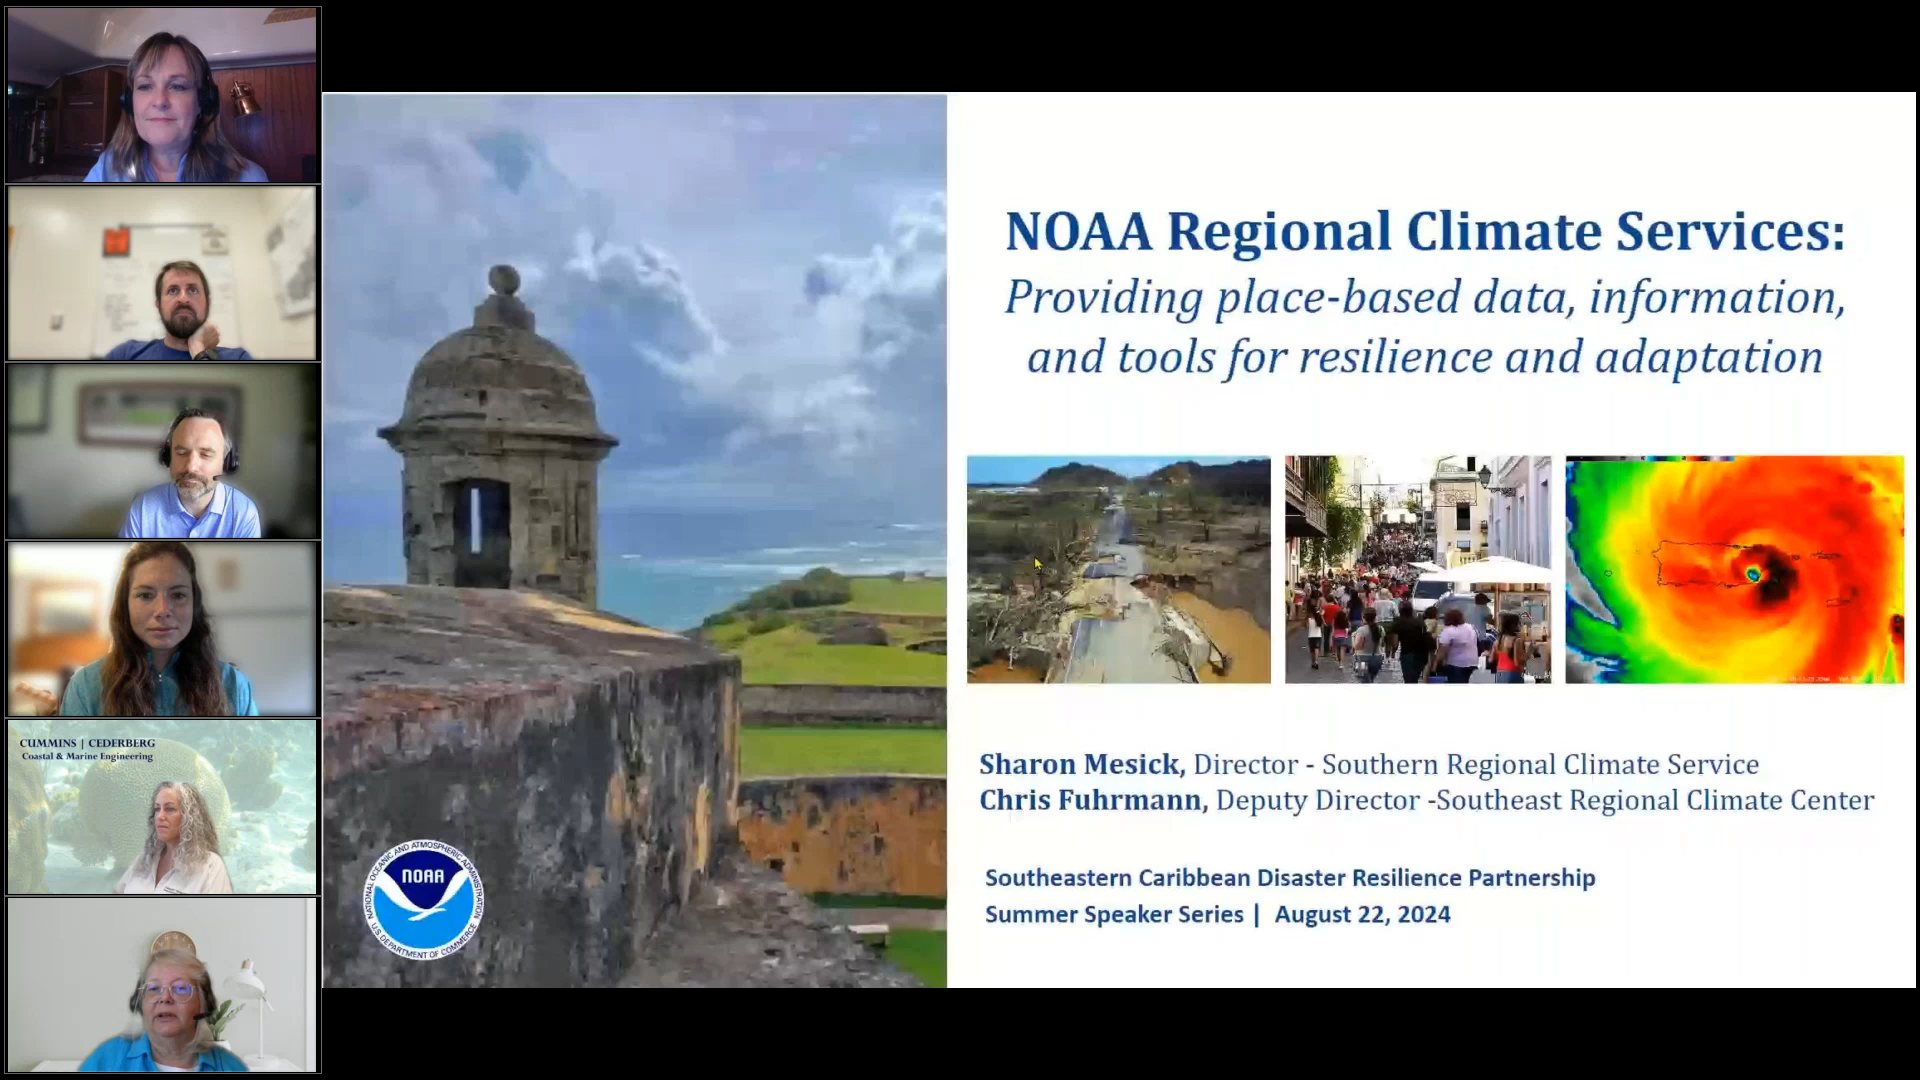 CUMMINS | CEDERBERG
Coastal & Marine Engineering
NOAA Regional Climate Services:
Providing place-based data, information,
and tools for resilience and adaptation
Sharon Mesick, Director - Southern Regional Climate Service
Chris Fuhrmann, Deputy Director -Southeast Regional Climate Center
Southeastern Caribbean Disaster Resilience Partnership
Summer Speaker Series | August 22, 2024
NATIONAL OCEANIC AND ATMOSPHERIC ADMINISTRATION
NOAA
U.S. DEPARTMENT OF COMMERCE